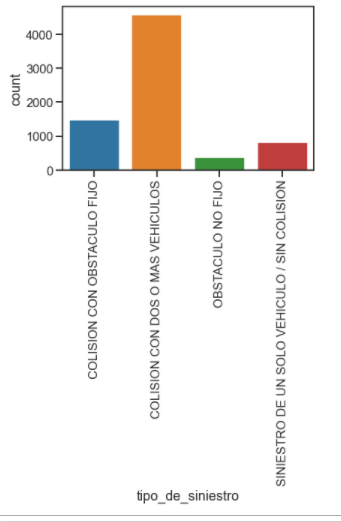 count
4000
3000
2000
1000
0
COLISION CON OBSTACULO FIJO
COLISION CON DOS O MAS VEHICULOS
OBSTACULO NO FIJO
SINIESTRO DE UN SOLO VEHICULO / SIN COLISION
tipo_de_siniestro